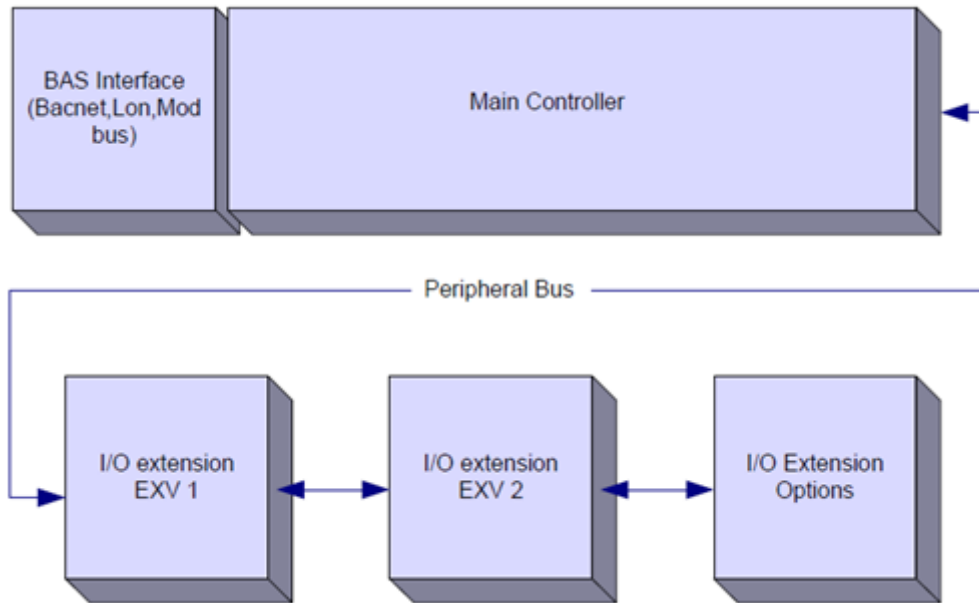 BAS Interface
(Bacnet,Lon,Mod
bus)
Main Controller
Peripheral Bus
I/O extension
EXV 1
I/O extension
EXV 2
I/O Extension
Options